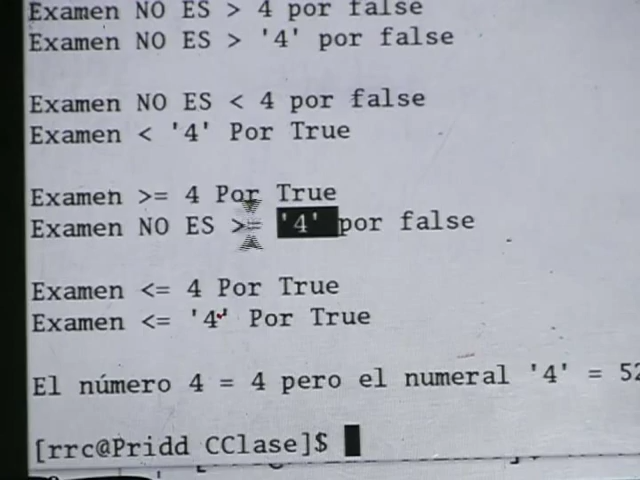 Examen NO ES > 4 por false
Examen NO ES > '4' por false
Examen NO ES < 4 por false
Examen < '4' Por True
Examen >= 4 Por True
Examen NO ES >= '4' por false
Examen <= 4 Por True
Examen <= '4' Por True
El número 4 = 4 pero el numeral '4' = 52
[rrc@Pridd CClase]$